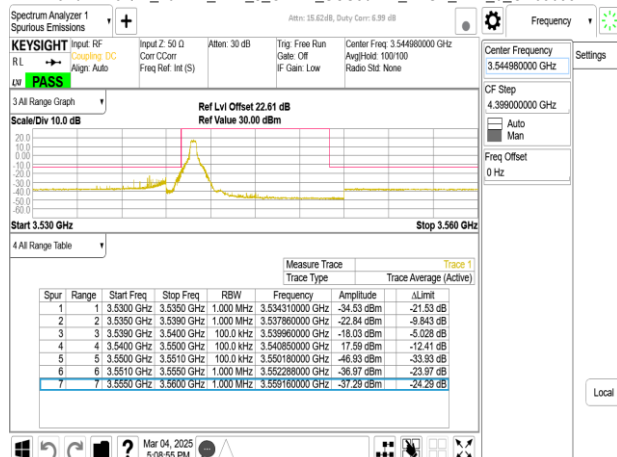 Spectrum Analyzer 1
Spurious Emissions
Attn: 15.62dB, Duty Corr: 6.99 dB
Frequency
KEYSIGHT
RL
LXI PASS
Input: RF
Coupling: DC
Align: Auto
Input Z: 50 Ω
Corr CCorr
Freq Ref: Int (S)
Atten: 30 dB
Trig: Free Run
Gate: Off
IF Gain: Low
Center Freq: 3.544980000 GHz
Avg|Hold: 100/100
Radio Std: None
Center Frequency
3.544980000 GHz
Settings
CF Step
4.399000000 GHz
Auto
Man
Freq Offset
0 Hz
Local
3 All Range Graph
Scale/Div 10.0 dB
Ref Lvl Offset 22.61 dB
Ref Value 30.00 dBm
20.0
10.0
0.00
-10.0
-20.0
-30.0
-40.0
-50.0
-60.0
Start 3.530 GHz
Stop 3.560 GHz
4 All Range Table
Measure Trace Trace 1
Trace Type Trace Average (Active)
Spur Range Start Freq Stop Freq RBW Frequency Amplitude ΔLimit
1 1 3.5300 GHz 3.5350 GHz 1.000 MHz 3.534310000 GHz -34.53 dBm -21.53 dB
2 2 3.5350 GHz 3.5390 GHz 1.000 MHz 3.537860000 GHz -22.84 dBm -9.843 dB
3 3 3.5390 GHz 3.5400 GHz 100.0 kHz 3.539960000 GHz -18.03 dBm -5.028 dB
4 4 3.5400 GHz 3.5500 GHz 100.0 kHz 3.540850000 GHz 17.59 dBm -12.41 dB
5 5 3.5500 GHz 3.5510 GHz 100.0 kHz 3.550180000 GHz -46.93 dBm -33.93 dB
6 6 3.5510 GHz 3.5550 GHz 1.000 MHz 3.552288000 GHz -36.97 dBm -23.97 dB
7 7 3.5550 GHz 3.5600 GHz 1.000 MHz 3.559160000 GHz -37.29 dBm -24.29 dB
?
Mar 04, 2025
5:08:55 PM